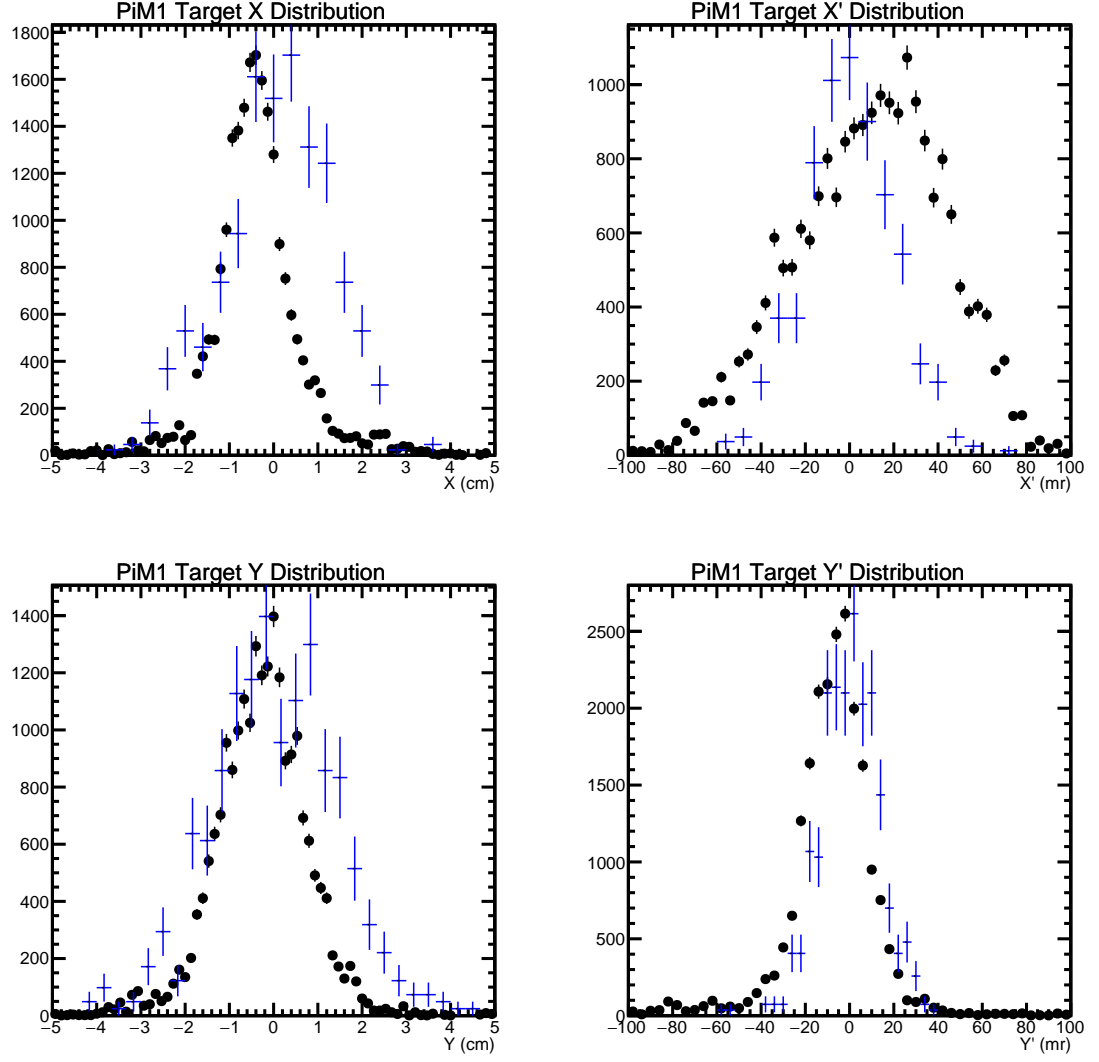 PiM1 Target X Distribution
1800
1600
1400
1200
1000
800
600
400
200
0
−5 −4 −3 −2 −1 0 1 2 3 4 5
X (cm)
PiM1 Target X' Distribution
1000
800
600
400
200
0
−100 −80 −60 −40 −20 0 20 40 60 80 100
X' (mr)
PiM1 Target Y Distribution
1400
1200
1000
800
600
400
200
0
−5 −4 −3 −2 −1 0 1 2 3 4 5
Y (cm)
PiM1 Target Y' Distribution
2500
2000
1500
1000
500
0
−100 −80 −60 −40 −20 0 20 40 60 80 100
Y' (mr)